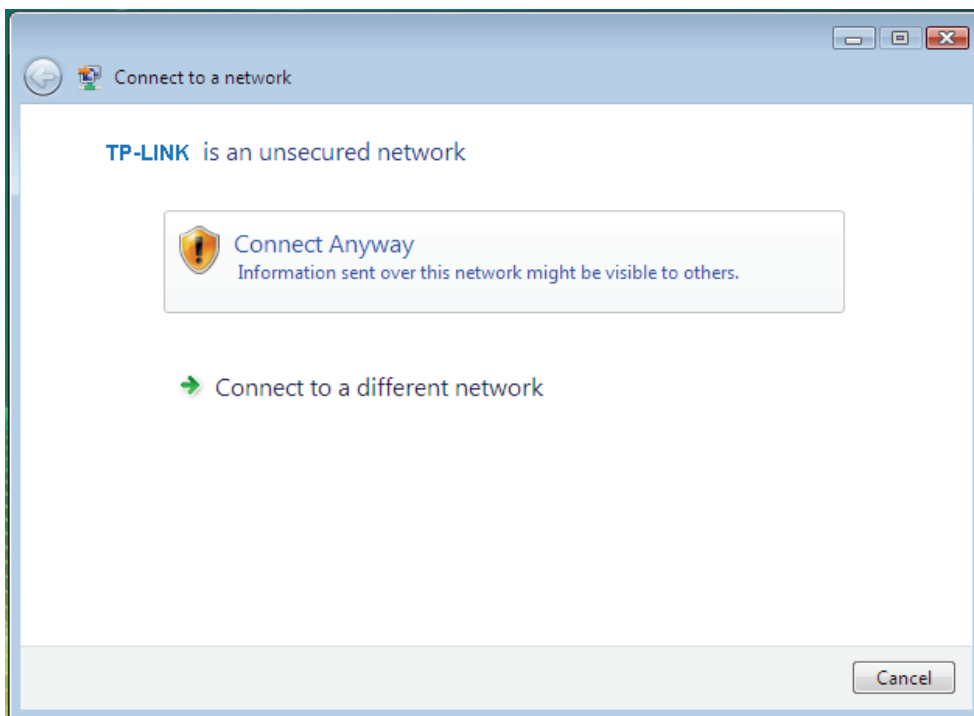 Connect to a network
TP-LINK is an unsecured network
Connect Anyway
Information sent over this network might be visible to others.
Connect to a different network
Cancel